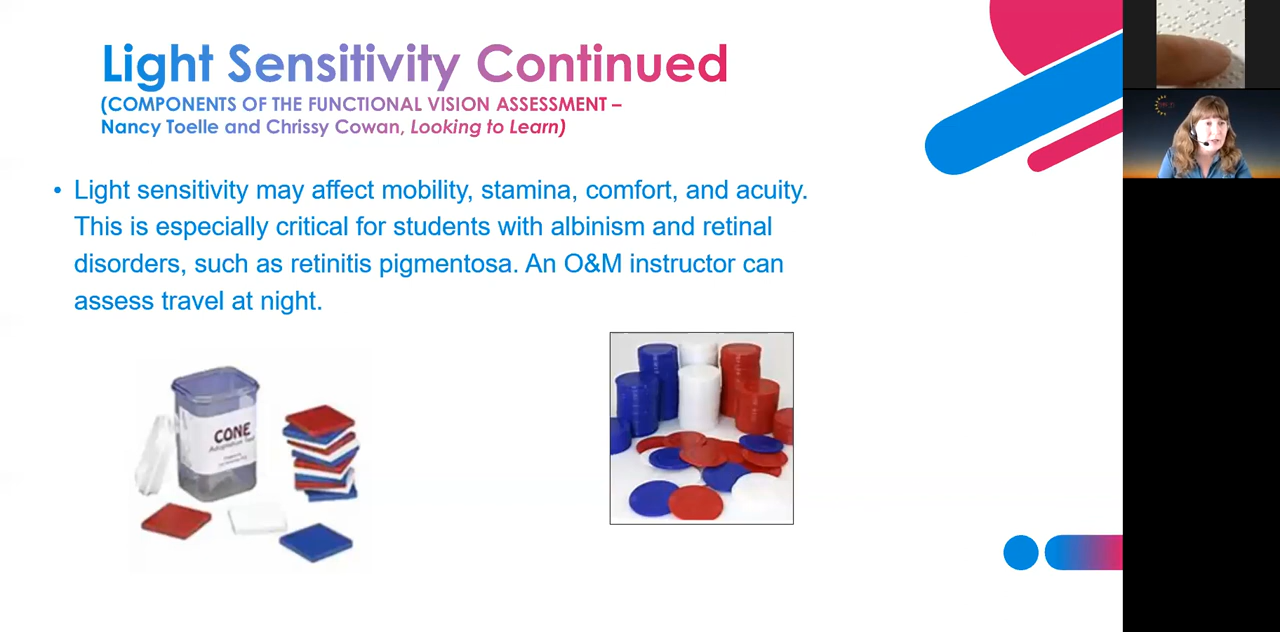 Light Sensitivity Continued
(COMPONENTS OF THE FUNCTIONAL VISION ASSESSMENT –
Nancy Toelle and Chrissy Cowan, Looking to Learn)
• Light sensitivity may affect mobility, stamina, comfort, and acuity.
This is especially critical for students with albinism and retinal
disorders, such as retinitis pigmentosa. An O&M instructor can
assess travel at night.
CONE